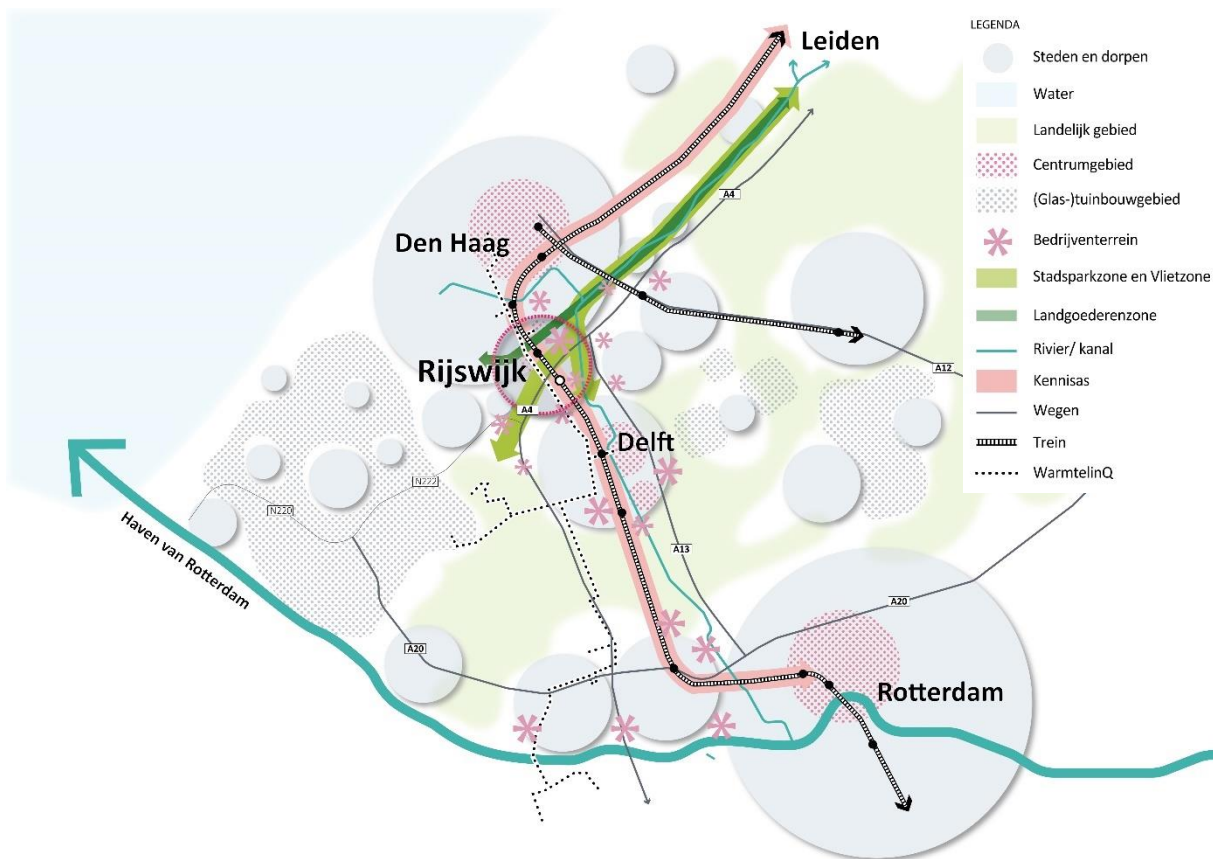 Leiden
A4
Den Haag
Rijswijk
A4
Delft
A12
N222
N220
Haven van Rotterdam
A13
A20
A20
Rotterdam
LEGENDA
Steden en dorpen
Water
Landelijk gebied
Centrumgebied
(Glas-)tuinbouwgebied
Bedrijventerrein
Stadsparkzone en Vlietzone
Landgoederenzone
Rivier/ kanal
Kennisas
Wegen
Trein
WarmtelinQ